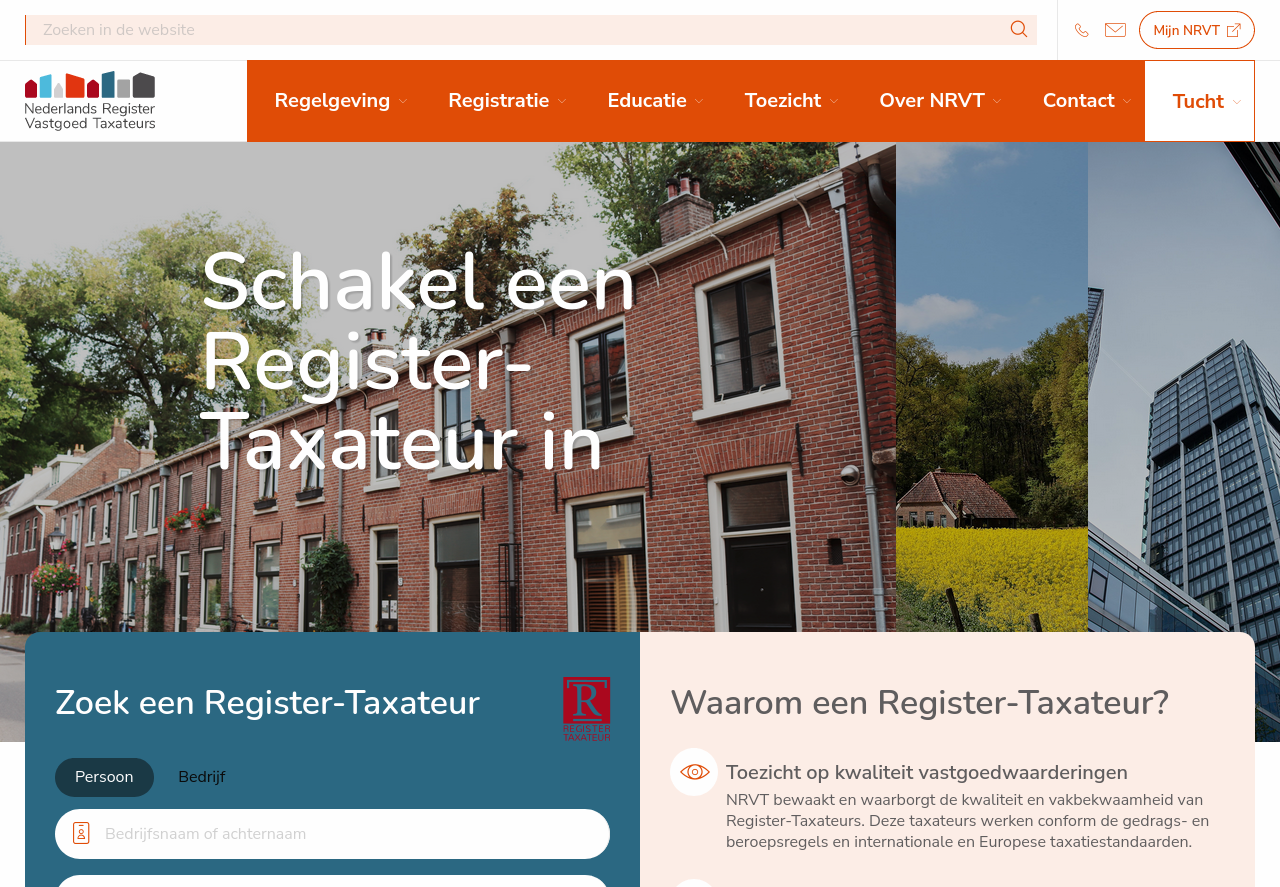 Zoeken in de website
Mijn NRVT
Nederlands Register
Vastgoed Taxateurs
Regelgeving
Registratie
Educatie
Toezicht
Over NRVT
Contact
Tucht
Schakel een
Register-
Taxateur in
Zoek een Register-Taxateur
R
REGISTER
TAXATEUR
Persoon
Bedrijf
Bedrijfsnaam of achternaam
Waarom een Register-Taxateur?
Toezicht op kwaliteit vastgoedwaarderingen
NRVT bewaakt en waarborgt de kwaliteit en vakbekwaamheid van
Register-Taxateurs. Deze taxateurs werken conform de gedrags- en
beroepsregels en internationale en Europese taxatiestandaarden.